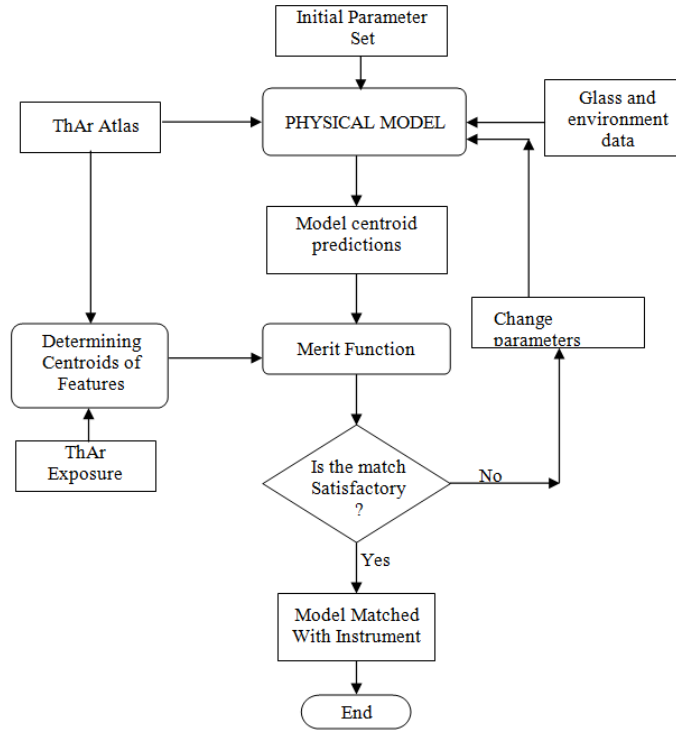 Initial Parameter
Set
ThAr Atlas
PHYSICAL MODEL
Glass and
environment
data
Model centroid
predictions
Determining
Centroids of
Features
Merit Function
Change
parameters
ThAr
Exposure
Is the match
Satisfactory
?
No
Yes
Model Matched
With Instrument
End